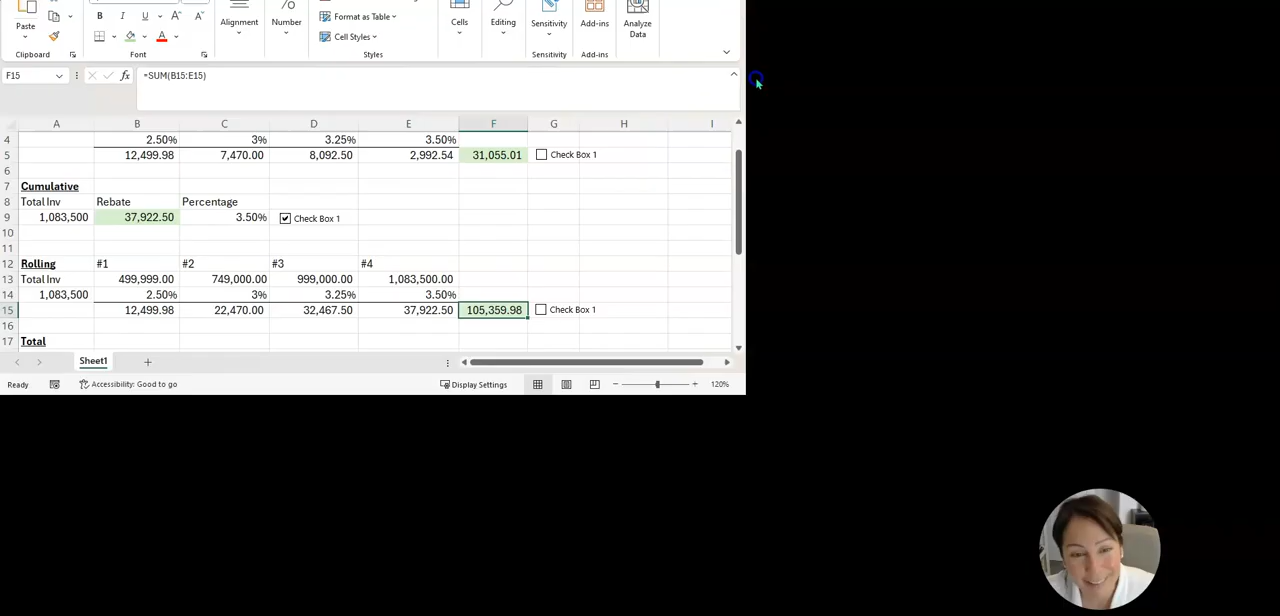 Paste
B I U A A
Format as Table
Cell Styles
Alignment
Number
Cells
Editing
Sensitivity
Add-ins
Analyze
Data
Clipboard
Font
Styles
Sensitivity
Add-ins
F15
fx
=SUM(B15:E15)
A B C D E F G H I
4 2.50% 3% 3.25% 3.50%
5 12,499.98 7,470.00 8,092.50 2,992.54 31,055.01 Check Box 1
6
7 Cumulative
8 Total Inv Rebate Percentage
9 1,083,500 37,922.50 3.50% Check Box 1
10
11
12 Rolling #1 #2 #3 #4
13 Total Inv 499,999.00 749,000.00 999,000.00 1,083,500.00
14 1,083,500 2.50% 3% 3.25% 3.50%
15 12,499.98 22,470.00 32,467.50 37,922.50 105,359.98 Check Box 1
16
17 Total
Sheet1
Ready
Accessibility: Good to go
Display Settings
120%